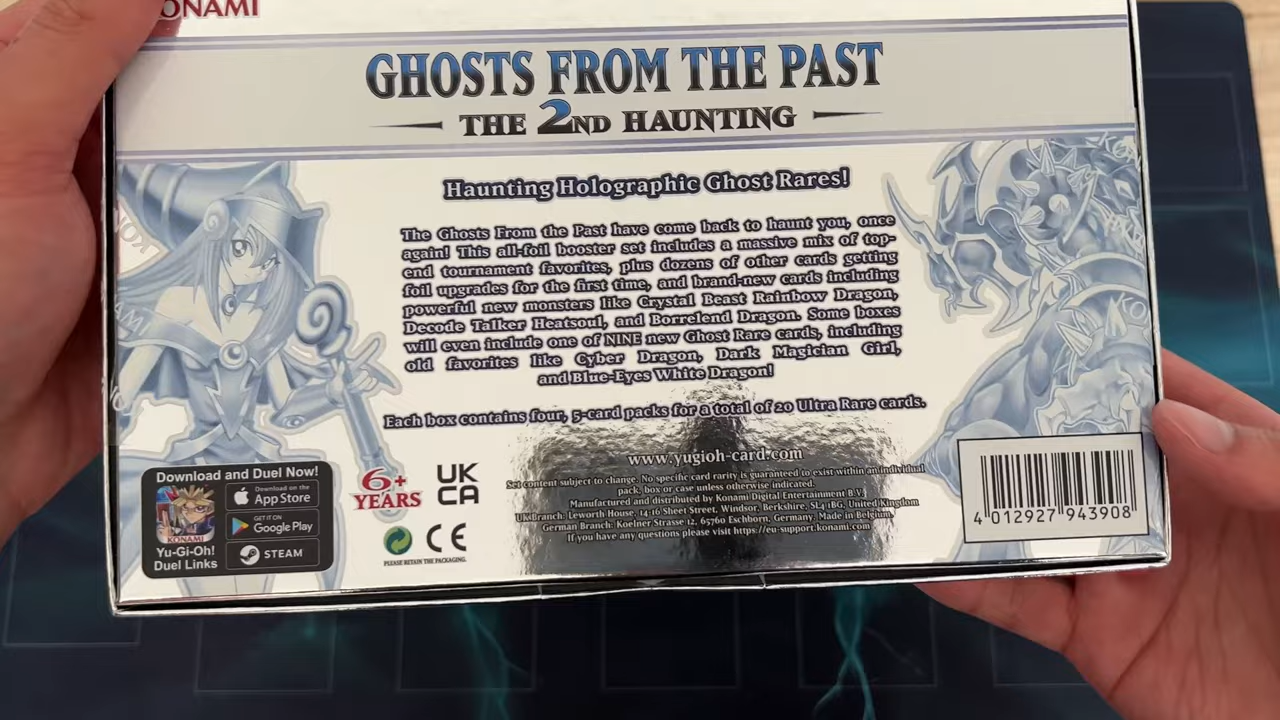 KONAMI
GHOSTS FROM THE PAST
THE 2ND HAUNTING
Haunting Holographic Ghost Rares!
The Ghosts From the Past have come back to haunt you, once
again! This all-foil booster set includes a massive mix of top-
end tournament favorites, plus dozens of other cards getting
foil upgrades for the first time, and brand-new cards including
powerful new monsters like Crystal Beast Rainbow Dragon,
Decode Talker Heatsoul, and Borrelend Dragon. Some boxes
will even include one of NINE new Ghost Rare cards, including
old favorites like Cyber Dragon, Dark Magician Girl,
and Blue-Eyes White Dragon!
Each box contains four, 5-card packs for a total of 20 Ultra Rare cards.
Download and Duel Now!
Download on the
App Store
GET IT ON
Google Play
STEAM
KONAMI
Yu-Gi-Oh!
Duel Links
6+
YEARS
UK
CA
CE
PLEASE RETAIN THE PACKAGING.
www.yugioh-card.com
Set content subject to change. No specific card rarity is guaranteed to exist within an individual
pack, box or case unless otherwise indicated.
Manufactured and distributed by Konami Digital Entertainment B.V.
UK Branch: Leworth House, 14-16 Sheet Street, Windsor, Berkshire, SL4 1BG, United Kingdom
German Branch: Koelner Strasse 12, 65760 Eschborn, Germany. Made in Belgium.
If you have any questions please visit https://eu-support.konami.com
4 012927 943908